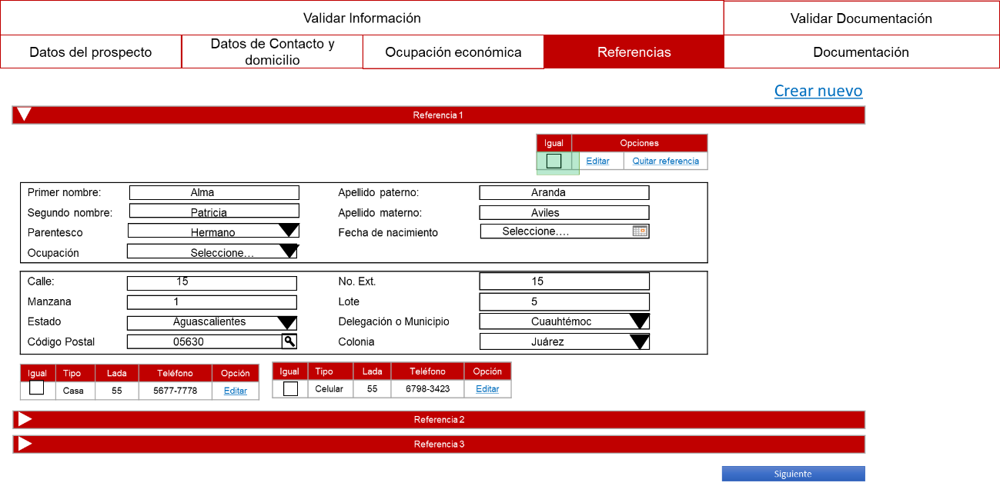 Validar Información
Validar Documentación
Datos del prospecto
Datos de Contacto y
domicilio
Ocupación económica
Referencias
Documentación
Crear nuevo
Referencia 1
Igual Opciones
Editar Quitar referencia
Primer nombre: Alma Apellido paterno: Aranda
Segundo nombre: Patricia Apellido materno: Aviles
Parentesco Hermano Fecha de nacimiento Seleccione....
Ocupación Seleccione...
Calle: 15 No. Ext. 15
Manzana 1 Lote 5
Estado Aguascalientes Delegación o Municipio Cuauhtémoc
Código Postal 05630 Colonia Juárez
Igual Tipo Lada Teléfono Opción
Casa 55 5677-7778 Editar
Igual Tipo Lada Teléfono Opción
Celular 55 6798-3423 Editar
Referencia 2
Referencia 3
Siguiente